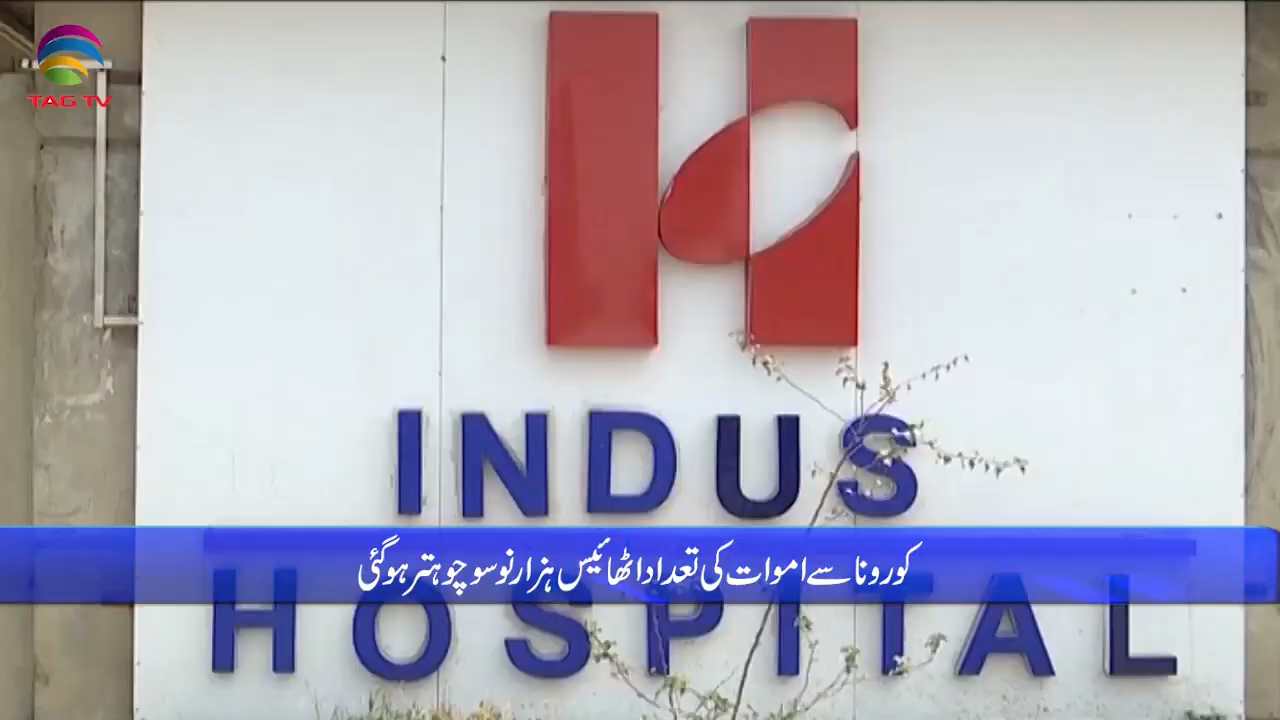 TAG TV
INDUS
کورونا سے اموات کی تعداد اٹھائیس ہزار نو سو چوہتر ہوگئی
HOSPITAL